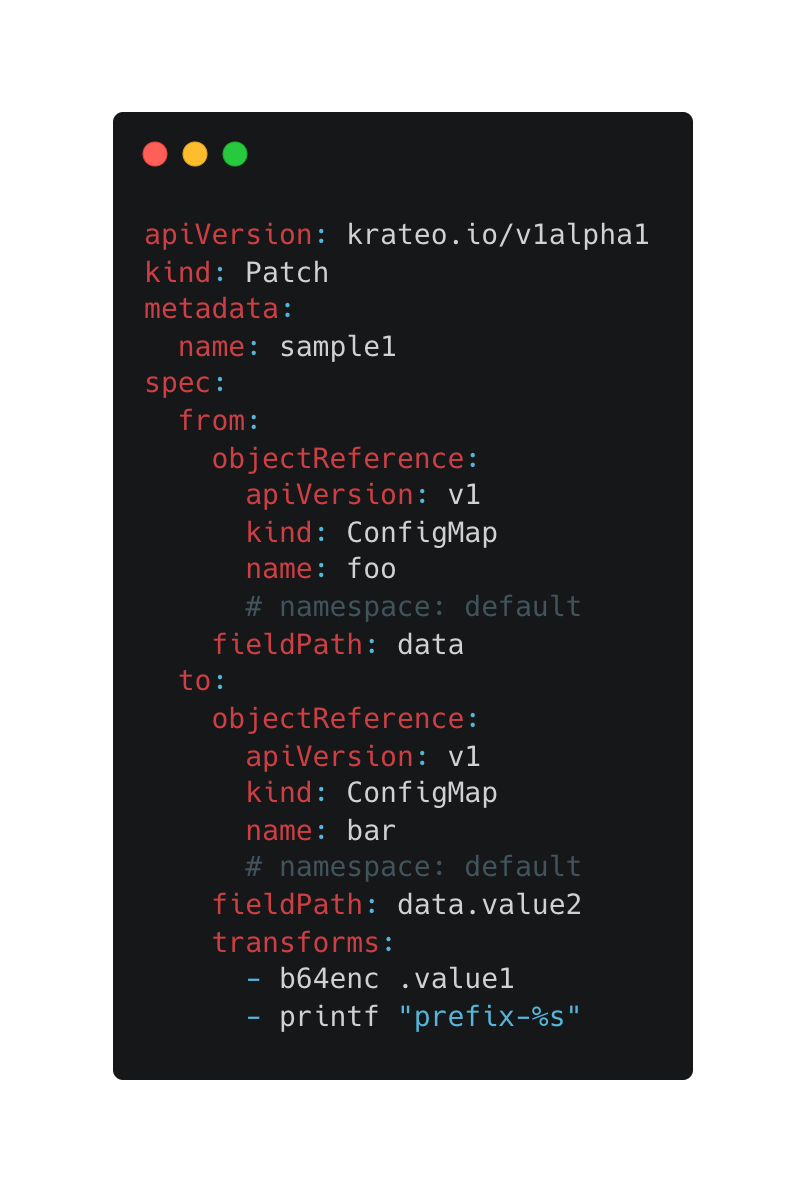 apiVersion: krateo.io/v1alpha1
kind: Patch
metadata:
  name: sample1
spec:
  from:
    objectReference:
      apiVersion: v1
      kind: ConfigMap
      name: foo
      # namespace: default
    fieldPath: data
  to:
    objectReference:
      apiVersion: v1
      kind: ConfigMap
      name: bar
      # namespace: default
    fieldPath: data.value2
    transforms:
      - b64enc .value1
      - printf "prefix-%s"